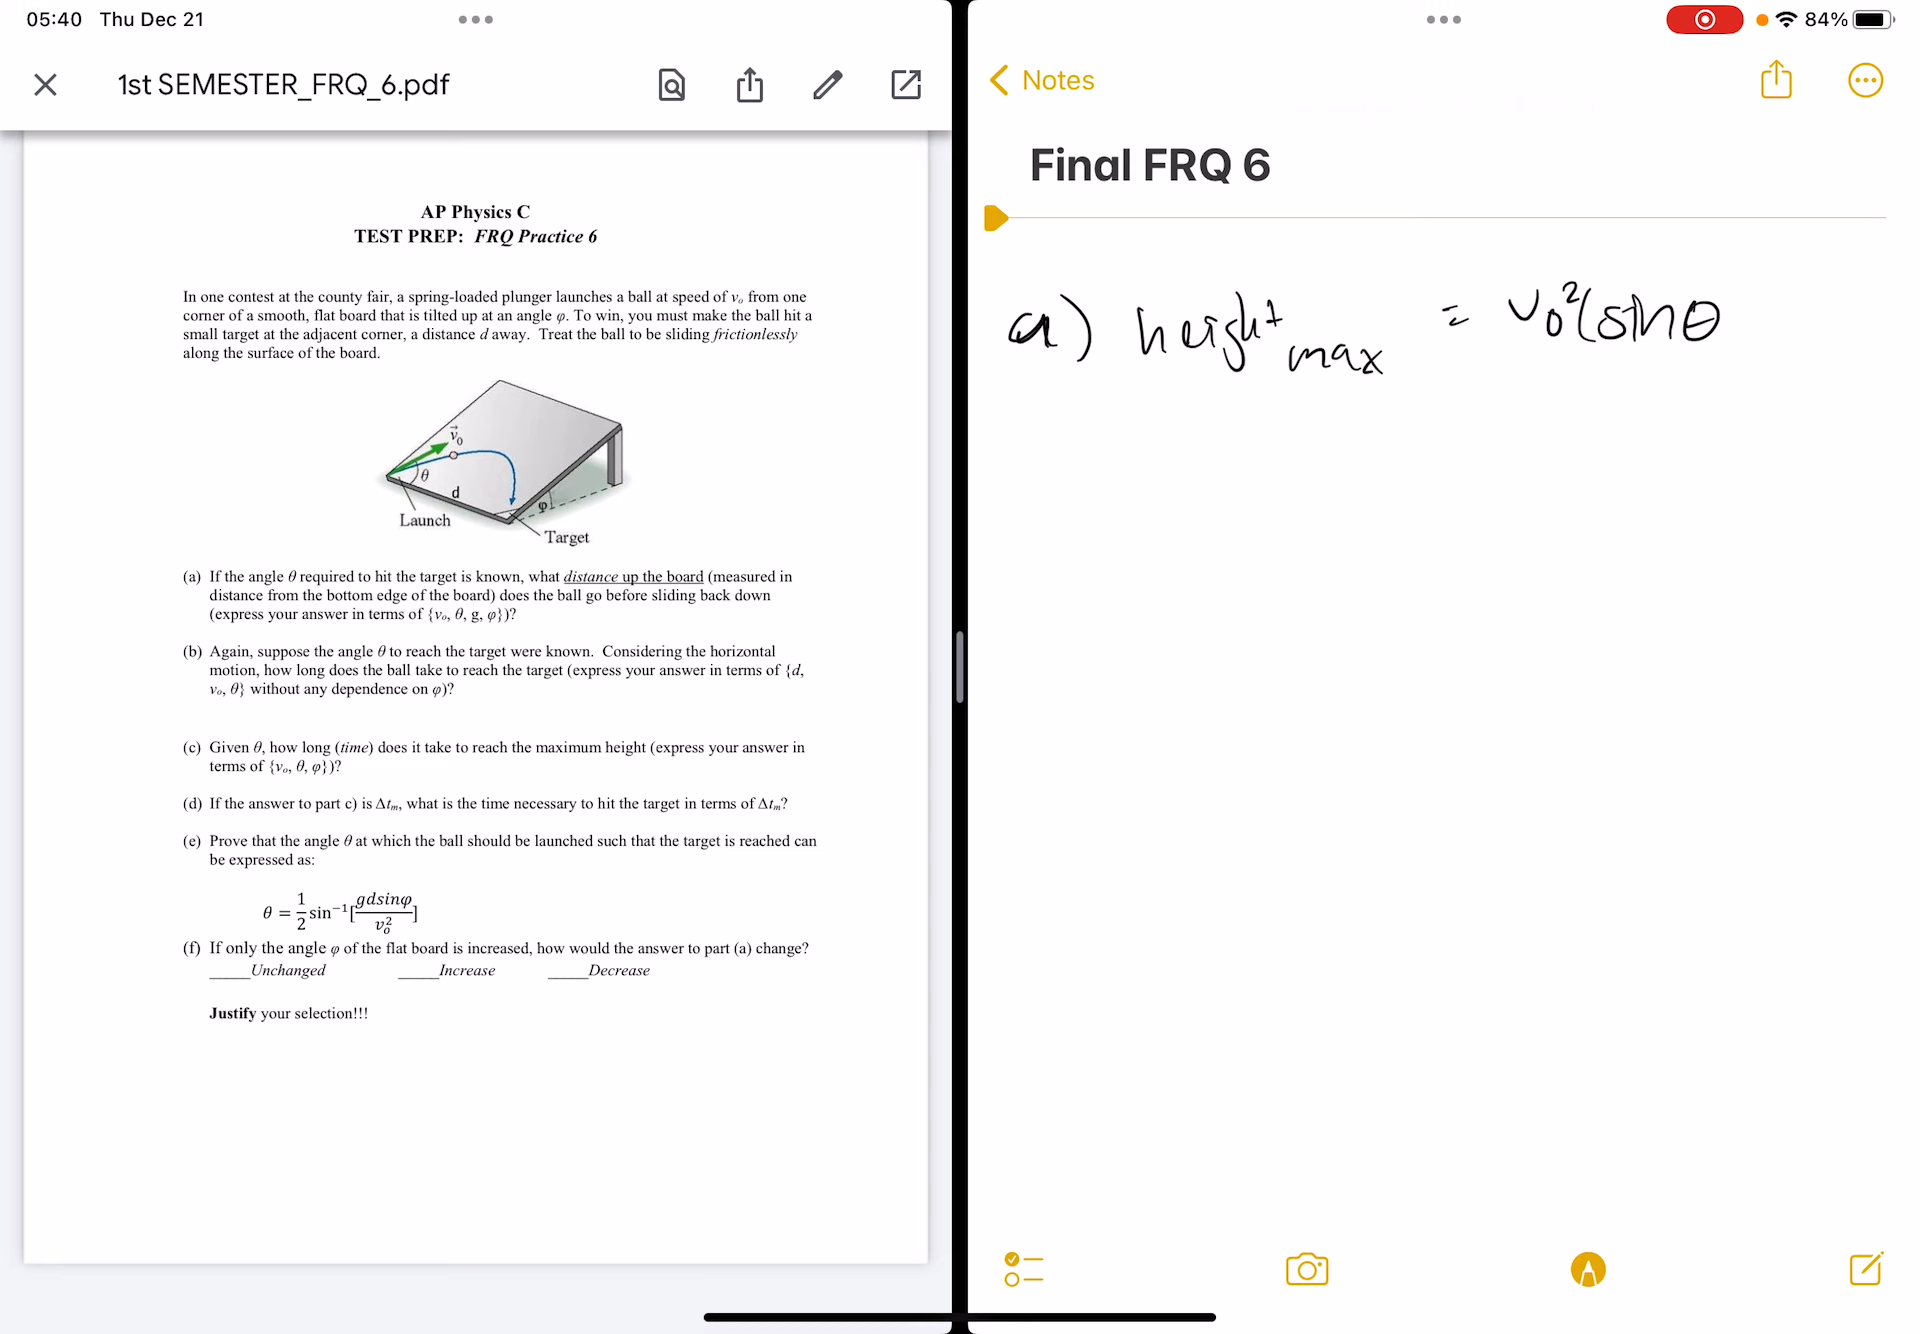 05:40 Thu Dec 21
84%
1st SEMESTER_FRQ_6.pdf
AP Physics C
TEST PREP: FRQ Practice 6
In one contest at the county fair, a spring-loaded plunger launches a ball at speed of vₒ from one
corner of a smooth, flat board that is tilted up at an angle φ. To win, you must make the ball hit a
small target at the adjacent corner, a distance d away. Treat the ball to be sliding frictionlessly
along the surface of the board.
v⃗₀
θ
d
φ
Launch
Target
(a) If the angle θ required to hit the target is known, what distance up the board (measured in
distance from the bottom edge of the board) does the ball go before sliding back down
(express your answer in terms of {vₒ, θ, g, φ})?
(b) Again, suppose the angle θ to reach the target were known. Considering the horizontal
motion, how long does the ball take to reach the target (express your answer in terms of {d,
vₒ, θ} without any dependence on φ)?
(c) Given θ, how long (time) does it take to reach the maximum height (express your answer in
terms of {vₒ, θ, φ})?
(d) If the answer to part c) is Δtₘ, what is the time necessary to hit the target in terms of Δtₘ?
(e) Prove that the angle θ at which the ball should be launched such that the target is reached can
be expressed as:
θ = 1/2 sin⁻¹[gdsinφ/vₒ²]
(f) If only the angle φ of the flat board is increased, how would the answer to part (a) change?
_____Unchanged _____Increase _____Decrease
Justify your selection!!!
Notes
Final FRQ 6
a) height max = v₀²(sinθ